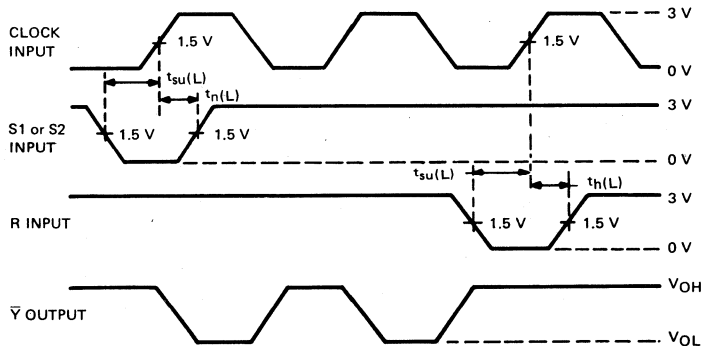 CLOCK
INPUT
1.5 V
1.5 V
3 V
0 V
tsu(L)
tn(L)
S1 or S2
INPUT
1.5 V
1.5 V
3 V
0 V
tsu(L)
th(L)
R INPUT
1.5 V
1.5 V
3 V
0 V
Y̅ OUTPUT
VOH
VOL